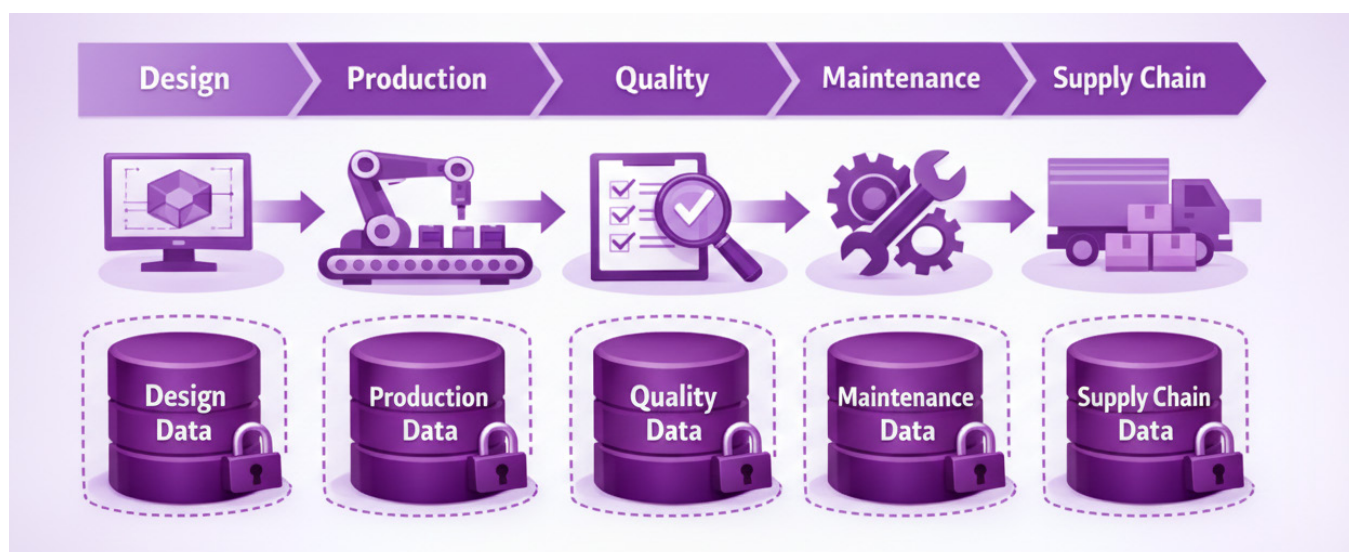 Design
Production
Quality
Maintenance
Supply Chain
Design
Data
Production
Data
Quality
Data
Maintenance
Data
Supply Chain
Data